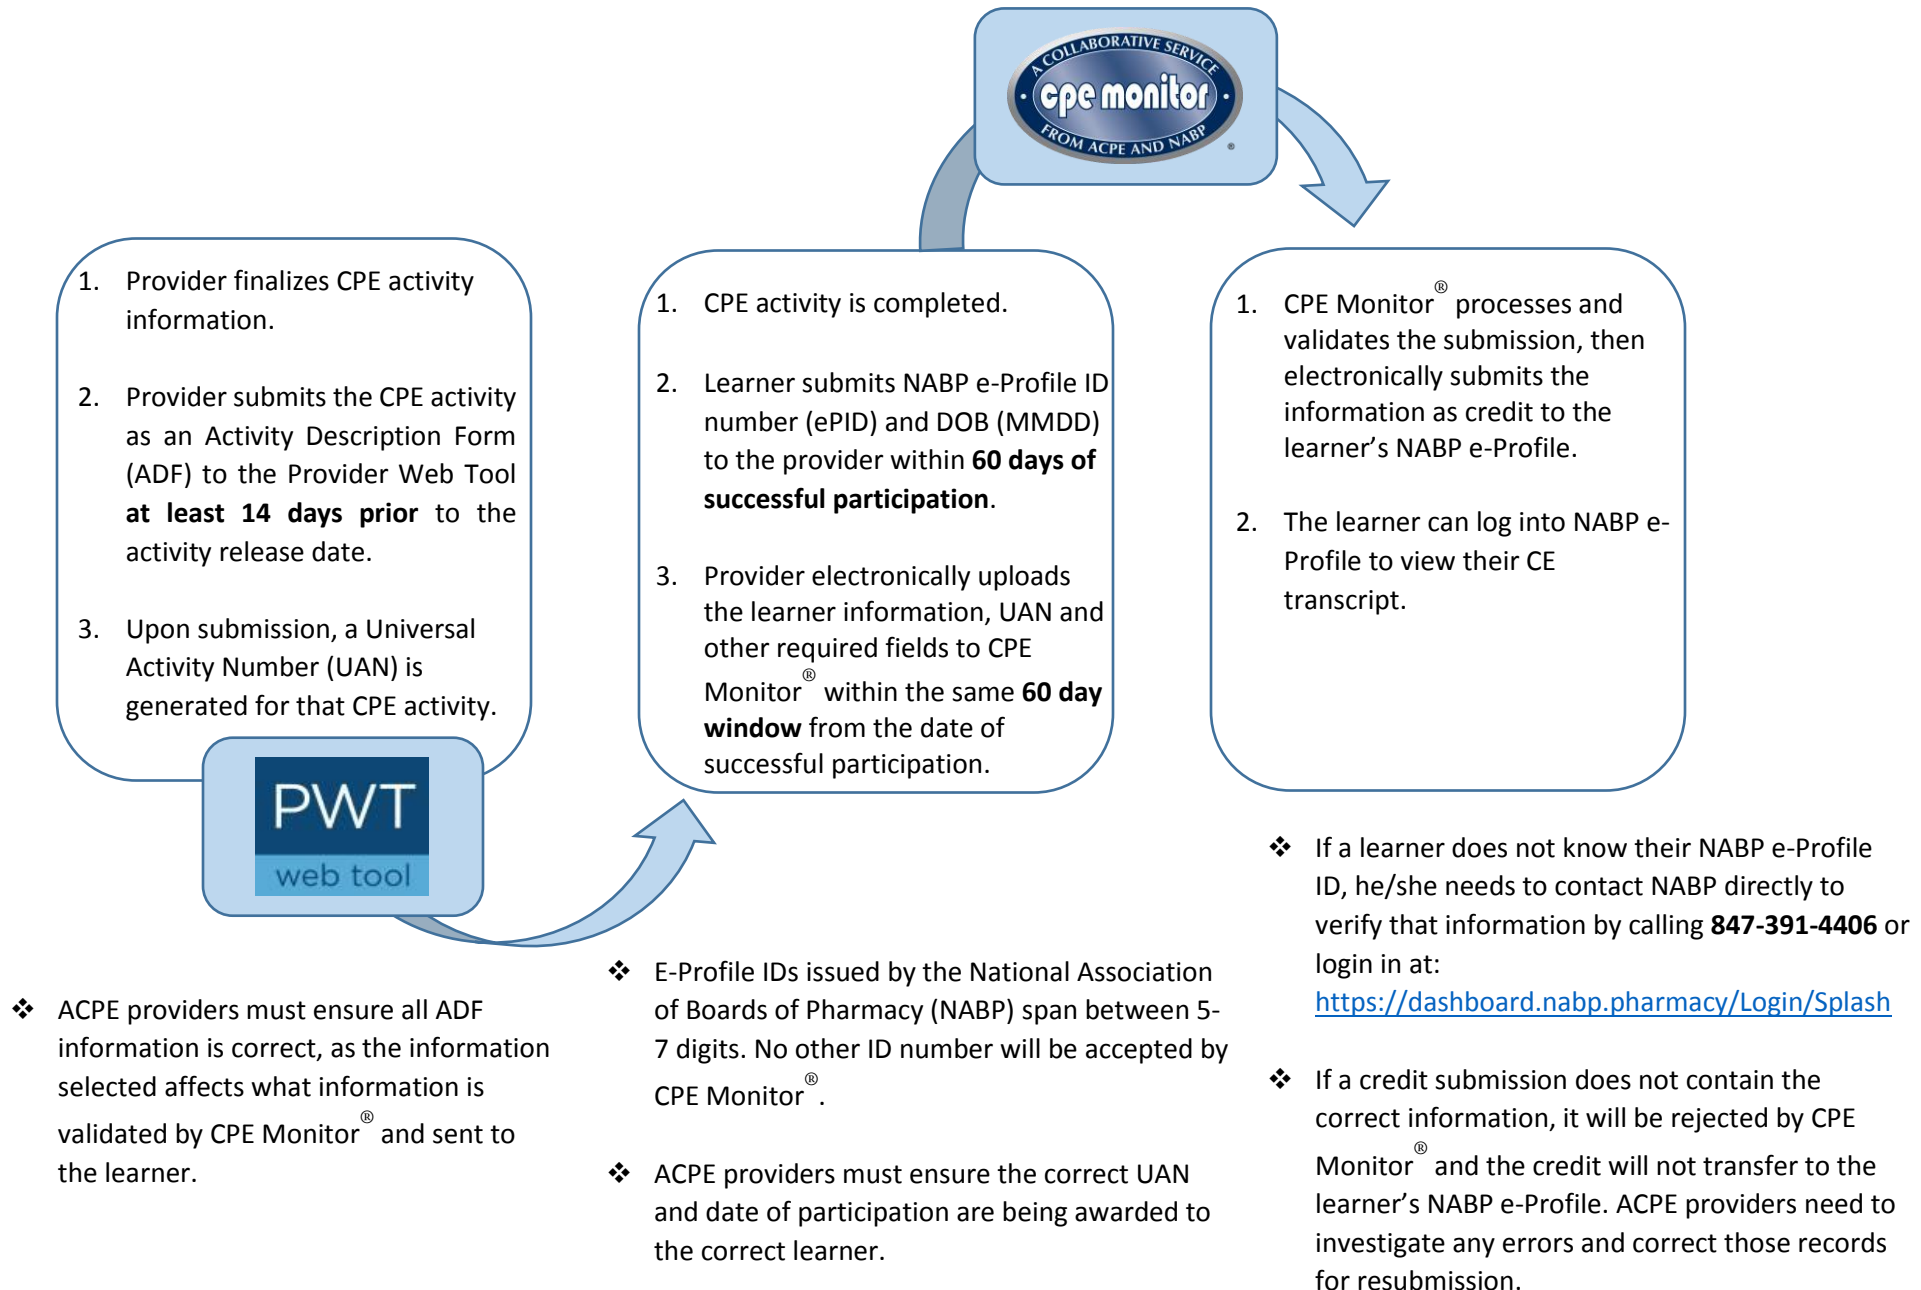 A COLLABORATIVE SERVICE
cpe monitor
FROM ACPE AND NABP
®
1. Provider finalizes CPE activity
information.
2. Provider submits the CPE activity
as an Activity Description Form
(ADF) to the Provider Web Tool
at least 14 days prior to the
activity release date.
3. Upon submission, a Universal
Activity Number (UAN) is
generated for that CPE activity.
PWT
web tool
❖ ACPE providers must ensure all ADF
information is correct, as the information
selected affects what information is
validated by CPE Monitor® and sent to
the learner.
1. CPE activity is completed.
2. Learner submits NABP e-Profile ID
number (ePID) and DOB (MMDD)
to the provider within 60 days of
successful participation.
3. Provider electronically uploads
the learner information, UAN and
other required fields to CPE
Monitor® within the same 60 day
window from the date of
successful participation.
❖ E-Profile IDs issued by the National Association
of Boards of Pharmacy (NABP) span between 5-
7 digits. No other ID number will be accepted by
CPE Monitor®.
❖ ACPE providers must ensure the correct UAN
and date of participation are being awarded to
the correct learner.
1. CPE Monitor® processes and
validates the submission, then
electronically submits the
information as credit to the
learner’s NABP e-Profile.
2. The learner can log into NABP e-
Profile to view their CE
transcript.
❖ If a learner does not know their NABP e-Profile
ID, he/she needs to contact NABP directly to
verify that information by calling 847-391-4406 or
login in at:
https://dashboard.nabp.pharmacy/Login/Splash
❖ If a credit submission does not contain the
correct information, it will be rejected by CPE
Monitor® and the credit will not transfer to the
learner’s NABP e-Profile. ACPE providers need to
investigate any errors and correct those records
for resubmission.